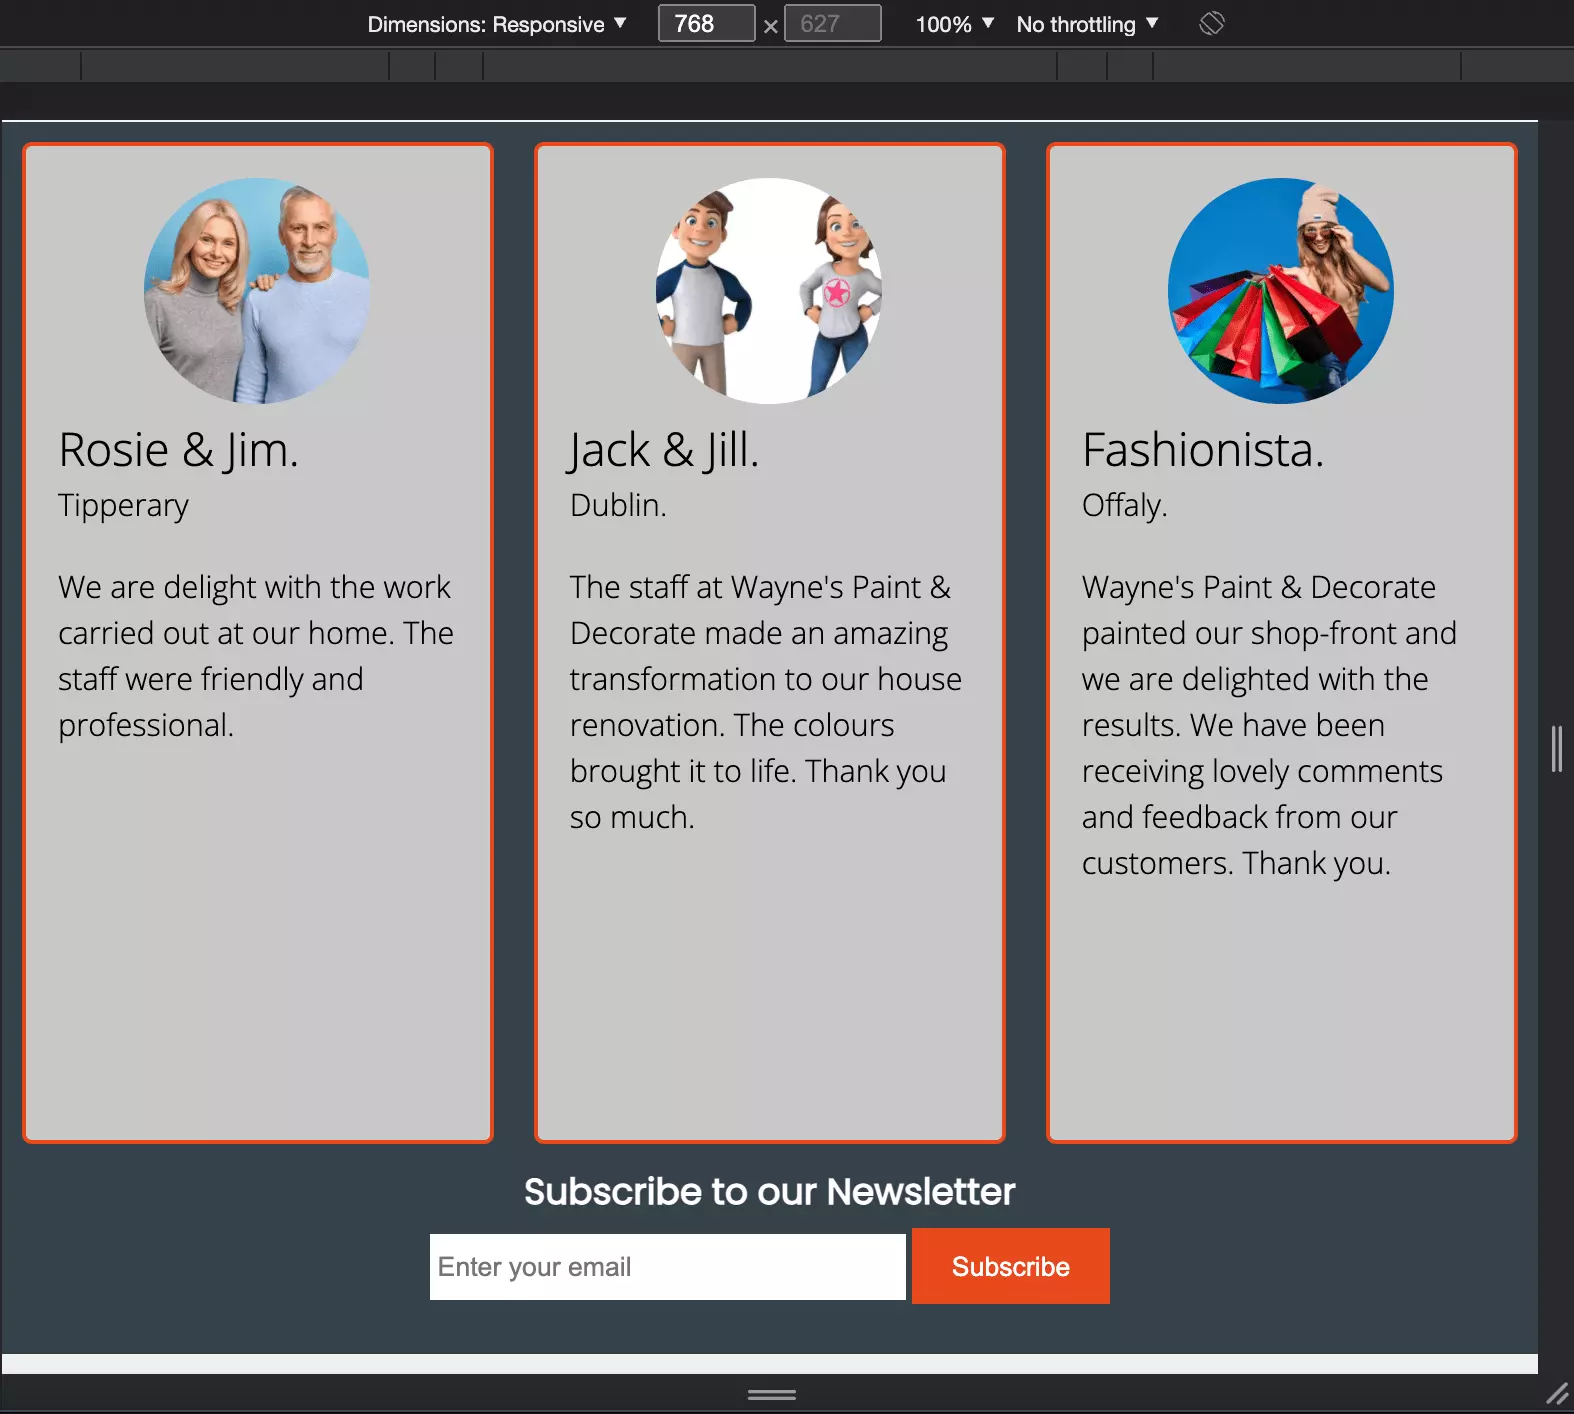 Dimensions: Responsive ▼ 768 × 627 100% ▼ No throttling ▼
Rosie & Jim.
Tipperary
We are delight with the work
carried out at our home. The
staff were friendly and
professional.
Jack & Jill.
Dublin.
The staff at Wayne's Paint &
Decorate made an amazing
transformation to our house
renovation. The colours
brought it to life. Thank you
so much.
Fashionista.
Offaly.
Wayne's Paint & Decorate
painted our shop-front and
we are delighted with the
results. We have been
receiving lovely comments
and feedback from our
customers. Thank you.
Subscribe to our Newsletter
Enter your email
Subscribe